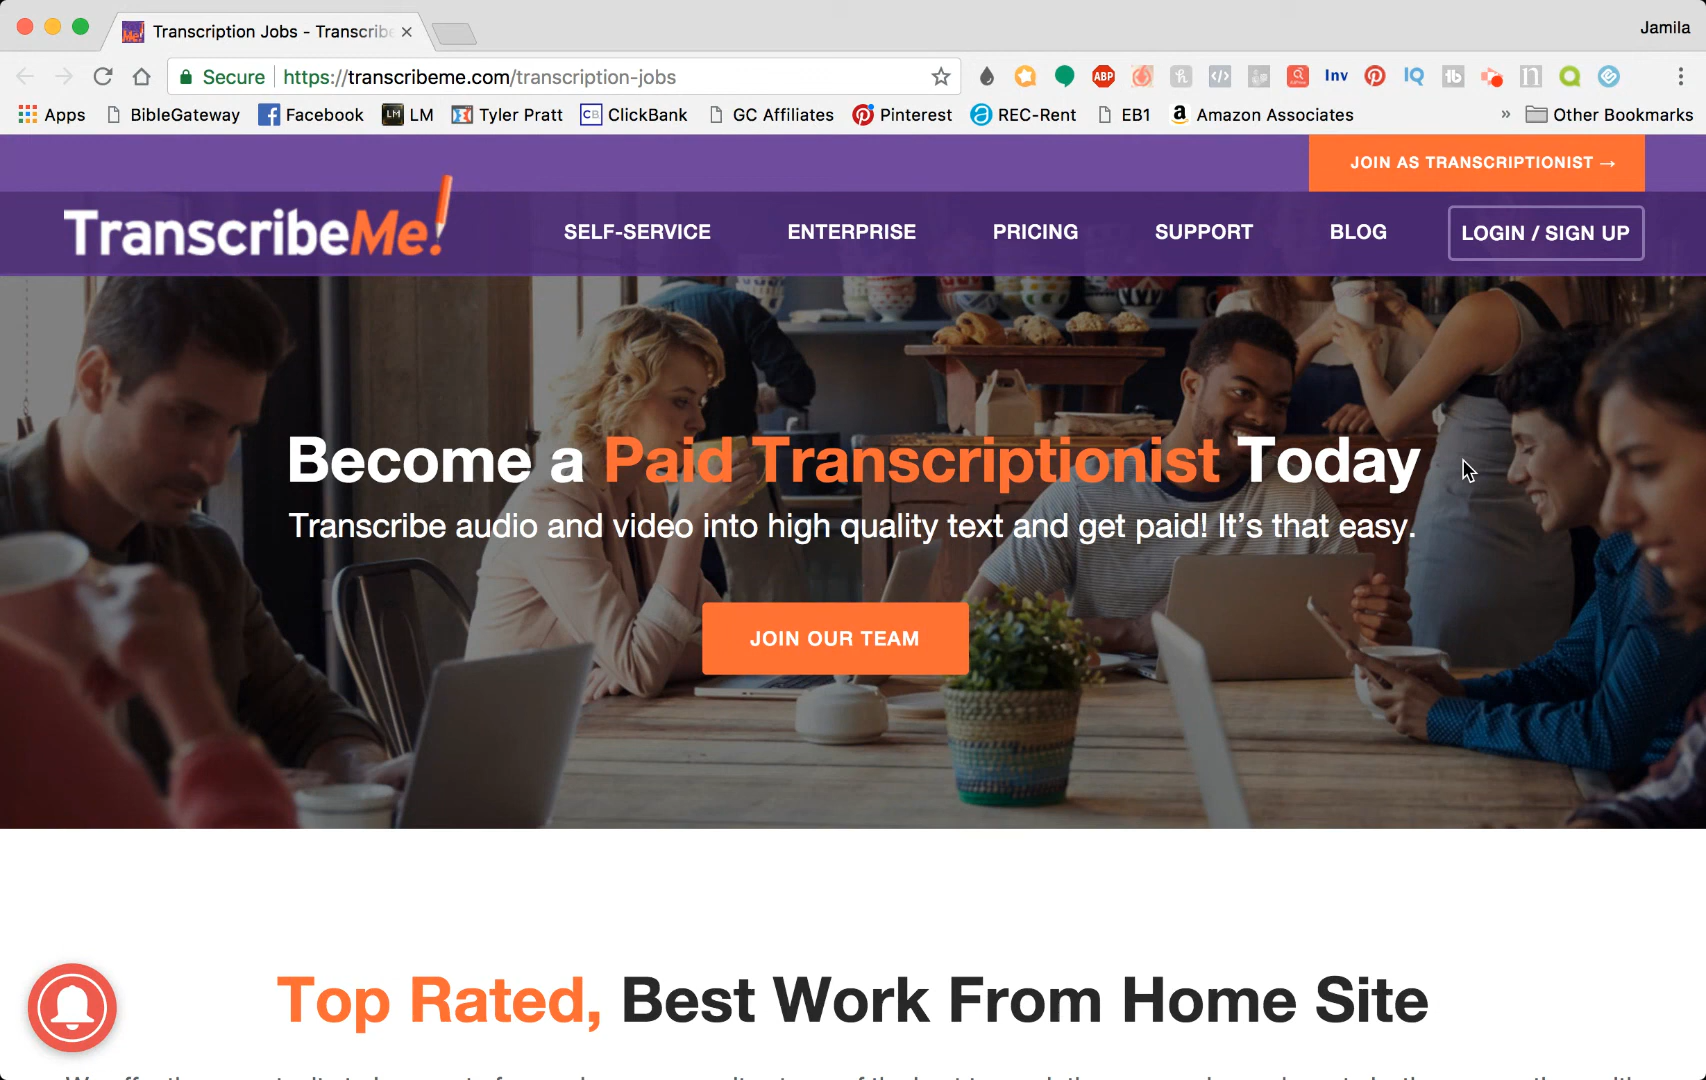 Transcription Jobs - Transcribe
Jamila
Secure https://transcribeme.com/transcription-jobs
ABP
Inv
IQ
Apps BibleGateway Facebook LM LM Tyler Pratt CB ClickBank GC Affiliates Pinterest REC-Rent EB1 Amazon Associates » Other Bookmarks
JOIN AS TRANSCRIPTIONIST →
TranscribeMe!
SELF-SERVICE ENTERPRISE PRICING SUPPORT BLOG LOGIN / SIGN UP
Become a Paid Transcriptionist Today
Transcribe audio and video into high quality text and get paid! It's that easy.
JOIN OUR TEAM
Top Rated, Best Work From Home Site